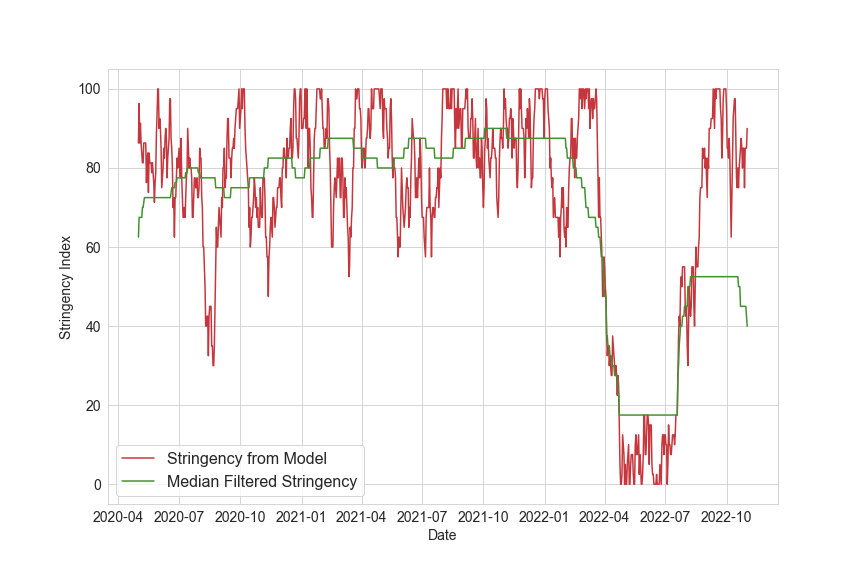 100
80
60
40
20
0
Stringency Index
Stringency from Model
Median Filtered Stringency
2020-04 2020-07 2020-10 2021-01 2021-04 2021-07 2021-10 2022-01 2022-04 2022-07 2022-10
Date